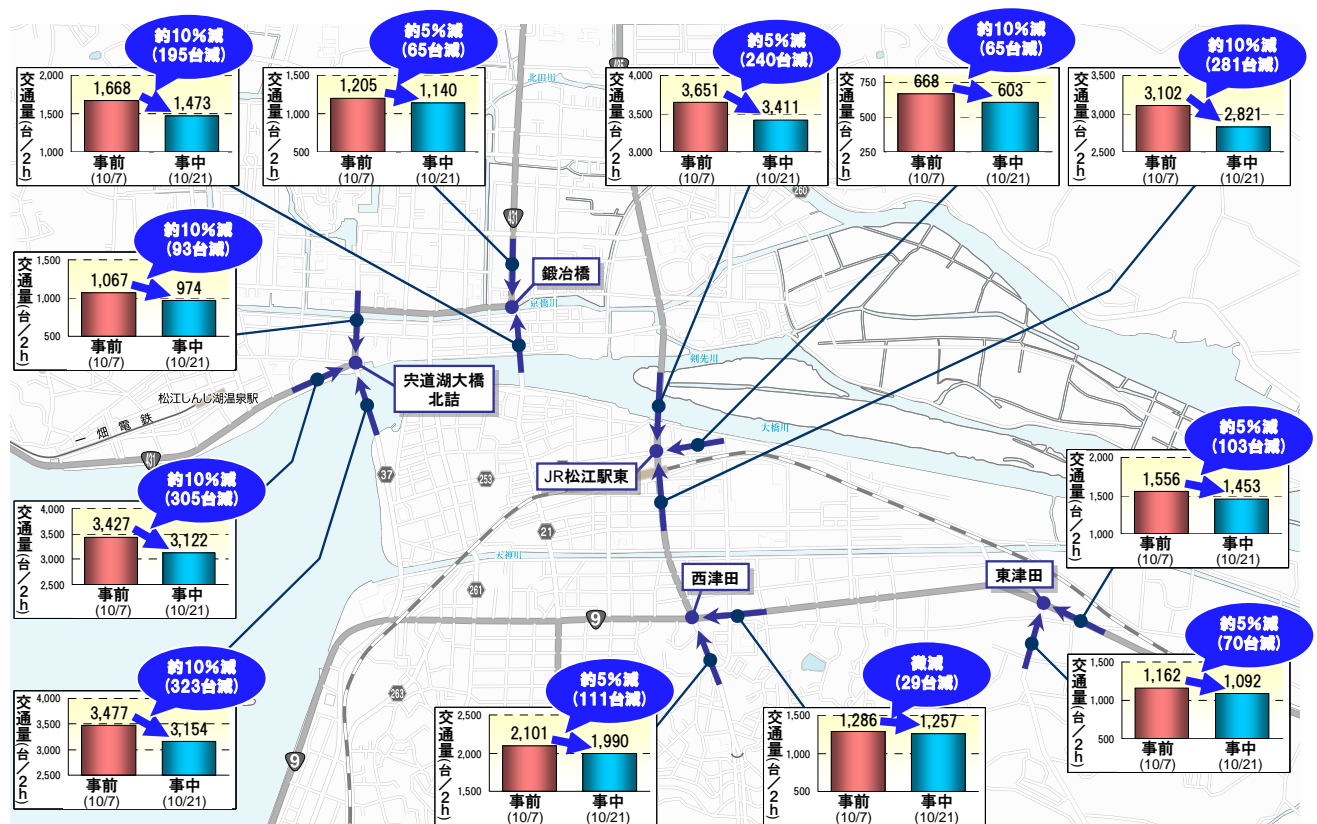 約10%減
(195台減)
交通量(台/2h)
2,000
1,500
1,000
1,668
1,473
事前
(10/7)
事中
(10/21)
約5%減
(65台減)
交通量(台/2h)
1,500
1,000
500
1,205
1,140
事前
(10/7)
事中
(10/21)
約5%減
(240台減)
交通量(台/2h)
4,000
3,500
3,000
3,651
3,411
事前
(10/7)
事中
(10/21)
約10%減
(65台減)
交通量(台/2h)
750
500
250
668
603
事前
(10/7)
事中
(10/21)
約10%減
(281台減)
交通量(台/2h)
3,500
3,000
2,500
3,102
2,821
事前
(10/7)
事中
(10/21)
約10%減
(93台減)
交通量(台/2h)
1,500
1,000
500
1,067
974
事前
(10/7)
事中
(10/21)
北田川
431
260
鍛冶橋
京橋川
剣先川
宍道湖大橋
北詰
松江しんじ湖温泉駅
一畑電鉄
431
大橋川
JR松江駅東
37
253
21
天神川
261
263
9
9
西津田
東津田
約10%減
(305台減)
交通量(台/2h)
4,000
3,500
3,000
2,500
3,427
3,122
事前
(10/7)
事中
(10/21)
約5%減
(103台減)
交通量(台/2h)
2,000
1,500
1,000
1,556
1,453
事前
(10/7)
事中
(10/21)
約10%減
(323台減)
交通量(台/2h)
4,000
3,500
3,000
2,500
3,477
3,154
事前
(10/7)
事中
(10/21)
約5%減
(111台減)
交通量(台/2h)
2,500
2,000
1,500
2,101
1,990
事前
(10/7)
事中
(10/21)
微減
(29台減)
交通量(台/2h)
1,500
1,000
500
1,286
1,257
事前
(10/7)
事中
(10/21)
約5%減
(70台減)
交通量(台/2h)
1,500
1,000
500
1,162
1,092
事前
(10/7)
事中
(10/21)